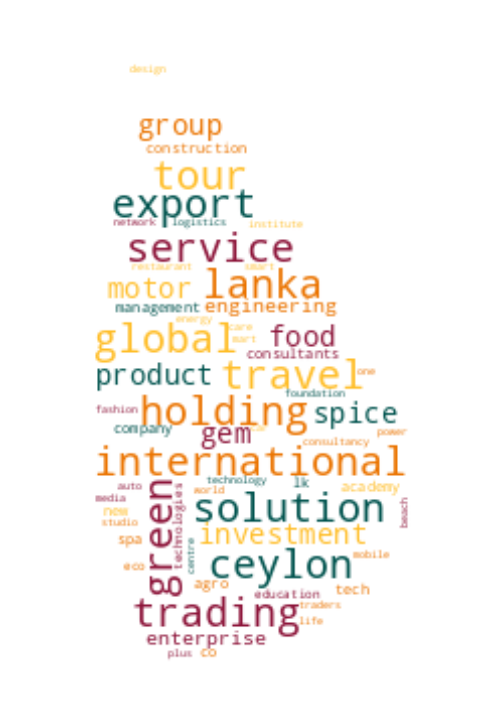 design
group
construction
tour
export
network logistics institute
service
restaurant smart
motor lanka
management engineering
energy
global care food
mart
consultants
product travel one
foundation
fashion holding spice
company gem power
consultancy
international
technology lk academy
auto world
media green technologies solution beach
new
studio investment
spa centre mobile
eco ceylon
agro tech
education
trading traders
life
enterprise
plus co